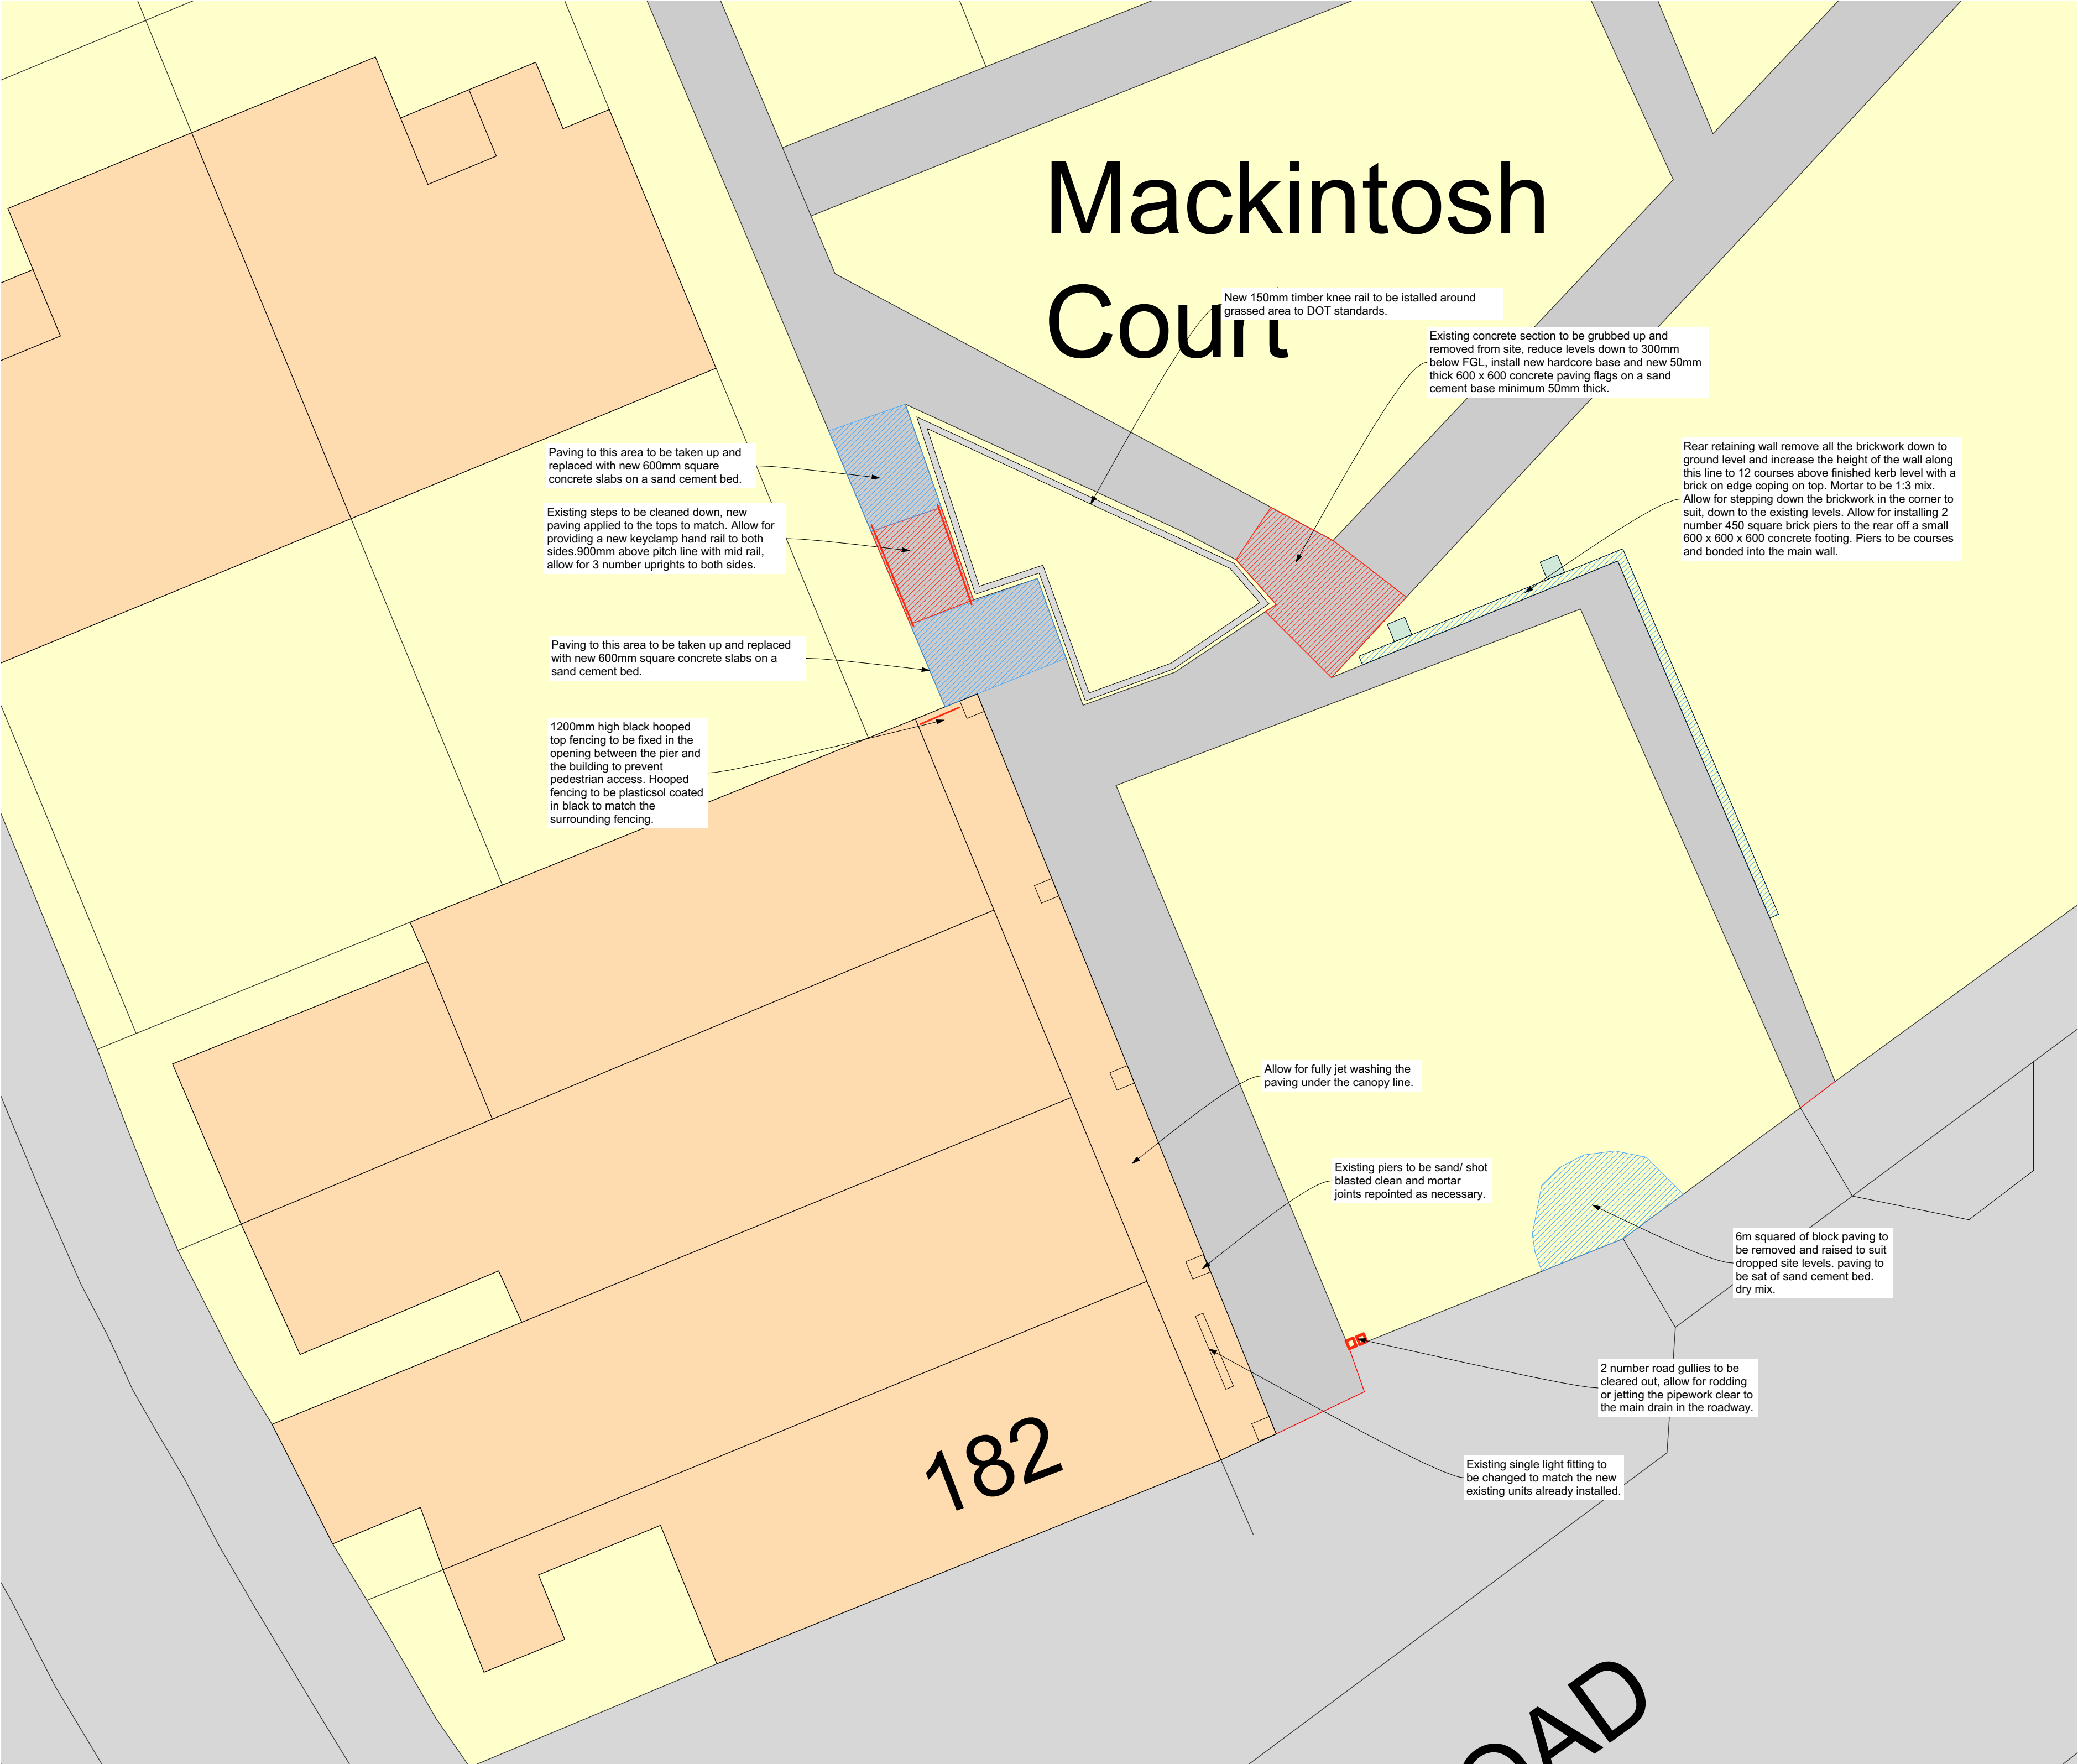 Mackintosh
Court
New 150mm timber knee rail to be istalled around
grassed area to DOT standards.
Existing concrete section to be grubbed up and
removed from site, reduce levels down to 300mm
below FGL, install new hardcore base and new 50mm
thick 600 x 600 concrete paving flags on a sand
cement base minimum 50mm thick.
Rear retaining wall remove all the brickwork down to
ground level and increase the height of the wall along
this line to 12 courses above finished kerb level with a
brick on edge coping on top. Mortar to be 1:3 mix.
Allow for stepping down the brickwork in the corner to
suit, down to the existing levels. Allow for installing 2
number 450 square brick piers to the rear off a small
600 x 600 x 600 concrete footing. Piers to be courses
and bonded into the main wall.
Paving to this area to be taken up and
replaced with new 600mm square
concrete slabs on a sand cement bed.
Existing steps to be cleaned down, new
paving applied to the tops to match. Allow for
providing a new keyclamp hand rail to both
sides.900mm above pitch line with mid rail,
allow for 3 number uprights to both sides.
Paving to this area to be taken up and replaced
with new 600mm square concrete slabs on a
sand cement bed.
1200mm high black hooped
top fencing to be fixed in the
opening between the pier and
the building to prevent
pedestrian access. Hooped
fencing to be plasticsol coated
in black to match the
surrounding fencing.
Allow for fully jet washing the
paving under the canopy line.
Existing piers to be sand/ shot
blasted clean and mortar
joints repointed as necessary.
6m squared of block paving to
be removed and raised to suit
dropped site levels. paving to
be sat of sand cement bed.
dry mix.
2 number road gullies to be
cleared out, allow for rodding
or jetting the pipework clear to
the main drain in the roadway.
Existing single light fitting to
be changed to match the new
existing units already installed.
182
OAD